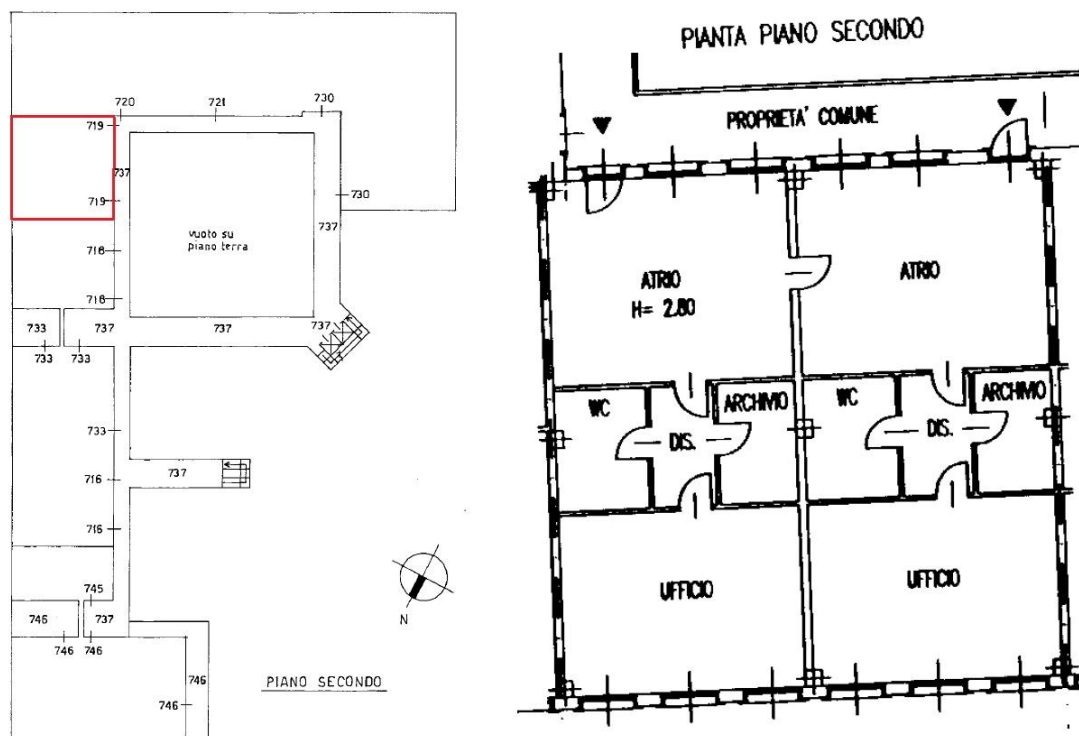 720
721
730
719
737
719
730
vuoto su
piano terra
737
718
718
733
737
737
737
733
733
733
716
737
716
745
746
737
746
746
N
746
746
PIANO SECONDO
PIANTA PIANO SECONDO
PROPRIETA' COMUNE
ATRIO
H= 2.80
ATRIO
WC
ARCHIVIO
WC
ARCHIVIO
DIS.
DIS.
UFFICIO
UFFICIO